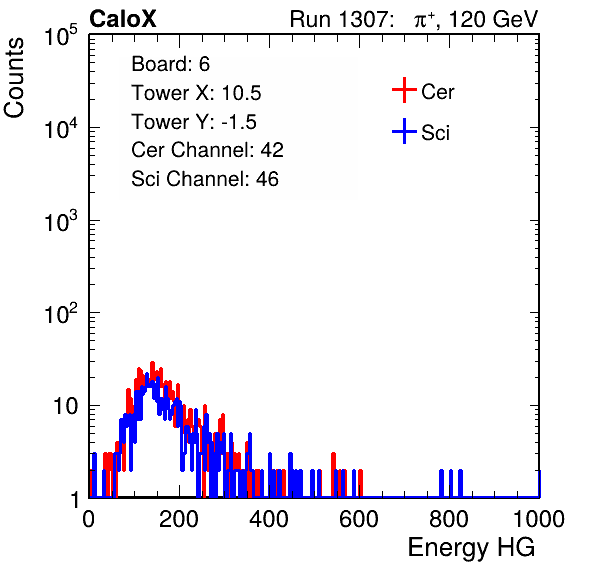 CaloX Run 1307: π⁺, 120 GeV
Counts
Board: 6
Tower X: 10.5
Tower Y: -1.5
Cer Channel: 42
Sci Channel: 46
Cer
Sci
10⁵
10⁴
10³
10²
10
1
0 200 400 600 800 1000
Energy HG